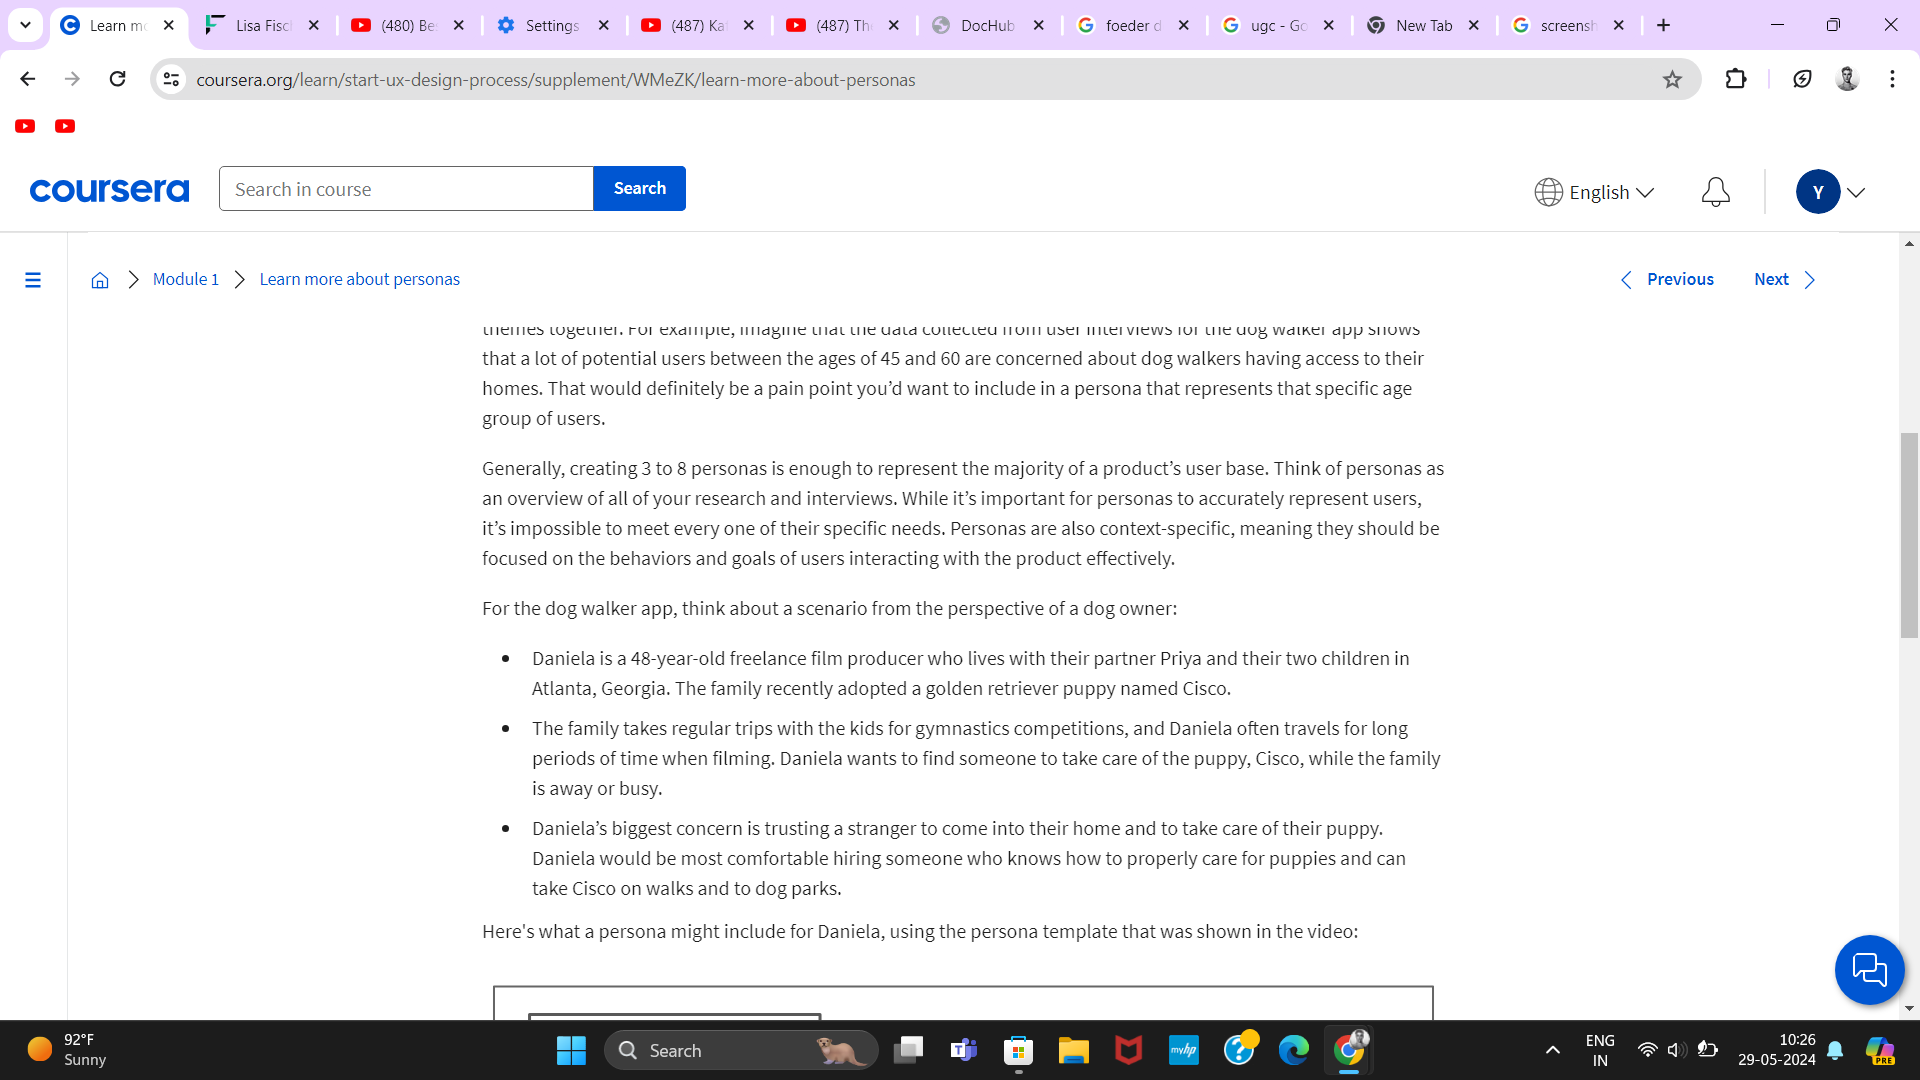 Learn mo
Lisa Fisch
(480) Be
Settings
(487) Ka
(487) The
DocHub
foeder d
ugc - Go
New Tab
screensh
coursera.org/learn/start-ux-design-process/supplement/WMeZK/learn-more-about-personas
coursera
Search in course
Search
English
Y
Module 1
Learn more about personas
Previous
Next
themes together. For example, imagine that the data collected from user interviews for the dog walker app shows
that a lot of potential users between the ages of 45 and 60 are concerned about dog walkers having access to their
homes. That would definitely be a pain point you’d want to include in a persona that represents that specific age
group of users.
Generally, creating 3 to 8 personas is enough to represent the majority of a product’s user base. Think of personas as
an overview of all of your research and interviews. While it’s important for personas to accurately represent users,
it’s impossible to meet every one of their specific needs. Personas are also context-specific, meaning they should be
focused on the behaviors and goals of users interacting with the product effectively.
For the dog walker app, think about a scenario from the perspective of a dog owner:
• Daniela is a 48-year-old freelance film producer who lives with their partner Priya and their two children in
Atlanta, Georgia. The family recently adopted a golden retriever puppy named Cisco.
• The family takes regular trips with the kids for gymnastics competitions, and Daniela often travels for long
periods of time when filming. Daniela wants to find someone to take care of the puppy, Cisco, while the family
is away or busy.
• Daniela’s biggest concern is trusting a stranger to come into their home and to take care of their puppy.
Daniela would be most comfortable hiring someone who knows how to properly care for puppies and can
take Cisco on walks and to dog parks.
Here's what a persona might include for Daniela, using the persona template that was shown in the video:
92°F
Sunny
Search
myhp
ENG
IN
10:26
29-05-2024
PRE